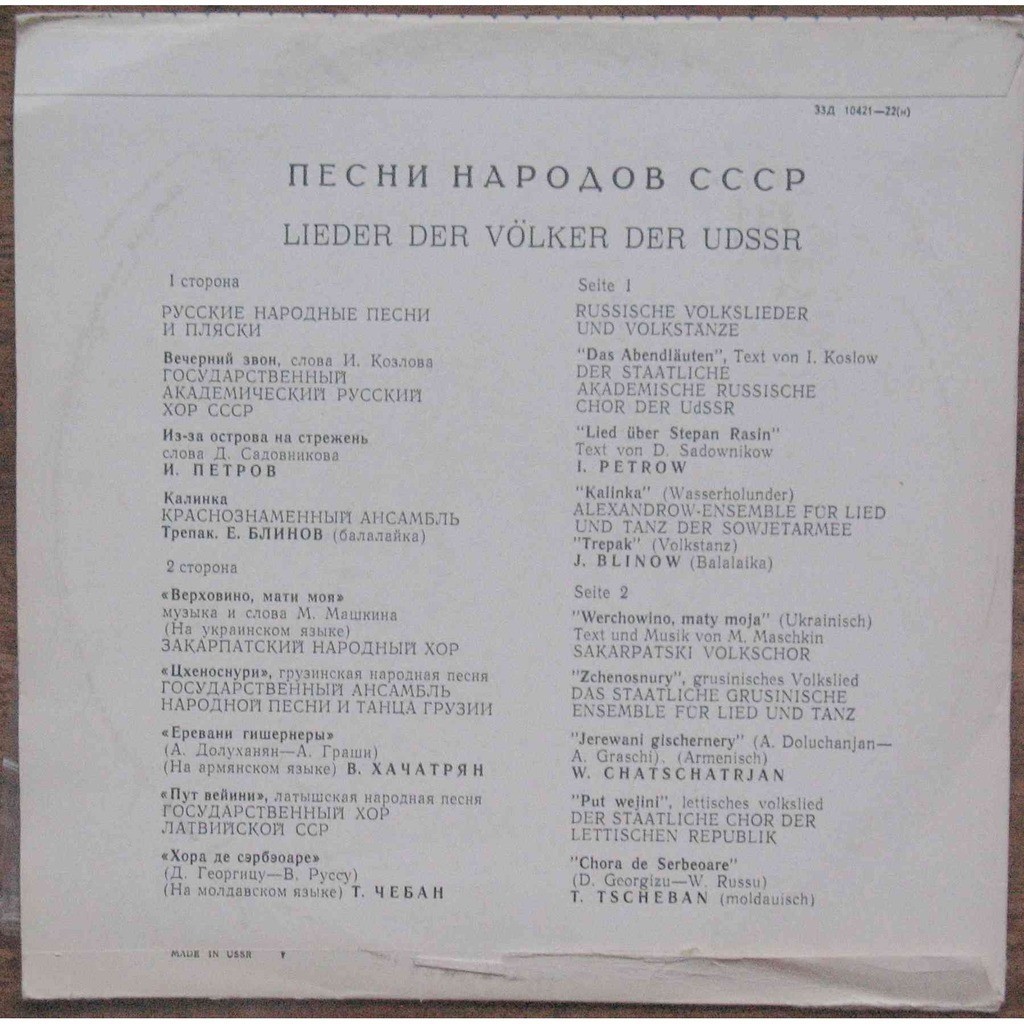 33Д 10421—22(н)
ПЕСНИ НАРОДОВ СССР
LIEDER DER VÖLKER DER UDSSR
1 сторона
РУССКИЕ НАРОДНЫЕ ПЕСНИ
И ПЛЯСКИ
Вечерний звон, слова И. Козлова
ГОСУДАРСТВЕННЫЙ
АКАДЕМИЧЕСКИЙ РУССКИЙ
ХОР СССР
Из-за острова на стрежень
слова Д. Садовникова
И. ПЕТРОВ
Калинка
КРАСНОЗНАМЕННЫЙ АНСАМБЛЬ
Трепак. Е. БЛИНОВ (балалайка)
2 сторона
«Верховино, мати моя»
музыка и слова М. Машкина
(На украинском языке)
ЗАКАРПАТСКИЙ НАРОДНЫЙ ХОР
«Цхеноснури», грузинская народная песня
ГОСУДАРСТВЕННЫЙ АНСАМБЛЬ
НАРОДНОЙ ПЕСНИ И ТАНЦА ГРУЗИИ
«Еревани гишернеры»
(А. Долуханян—А. Граши)
(На армянском языке) В. ХАЧАТРЯН
«Пут вейини», латышская народная песня
ГОСУДАРСТВЕННЫЙ ХОР
ЛАТВИЙСКОЙ ССР
«Хора де сэрбэоаре»
(Д. Георгицу—В. Руссу)
(На молдавском языке) Т. ЧЕБАН
Seite 1
RUSSISCHE VOLKSLIEDER
UND VOLKSTANZE
"Das Abendläuten", Text von I. Koslow
DER STAATLICHE
AKADEMISCHE RUSSISCHE
CHOR DER UdSSR
"Lied über Stepan Rasin"
Text von D. Sadownikow
I. PETROW
"Kalinka" (Wasserholunder)
ALEXANDROW-ENSEMBLE FUR LIED
UND TANZ DER SOWJETARMEE
"Trepak" (Volkstanz)
J. BLINOW (Balalaika)
Seite 2
"Werchowino, maty moja" (Ukrainisch)
Text und Musik von M. Maschkin
SAKARPATSKI VOLKSCHOR
"Zchenosnury", grusinisches Volkslied
DAS STAATLICHE GRUSINISCHE
ENSEMBLE FUR LIED UND TANZ
"Jerewani gischernery" (A. Doluchanjan—
A. Graschi). (Armenisch)
W. CHATSCHATRJAN
"Put wejini", lettisches volkslied
DER STAATLICHE CHOR DER
LETTISCHEN REPUBLIK
"Chora de Serbeoare"
(D. Georgizu—W. Russu)
T. TSCHEBAN (moldauisch)
MADE IN USSR